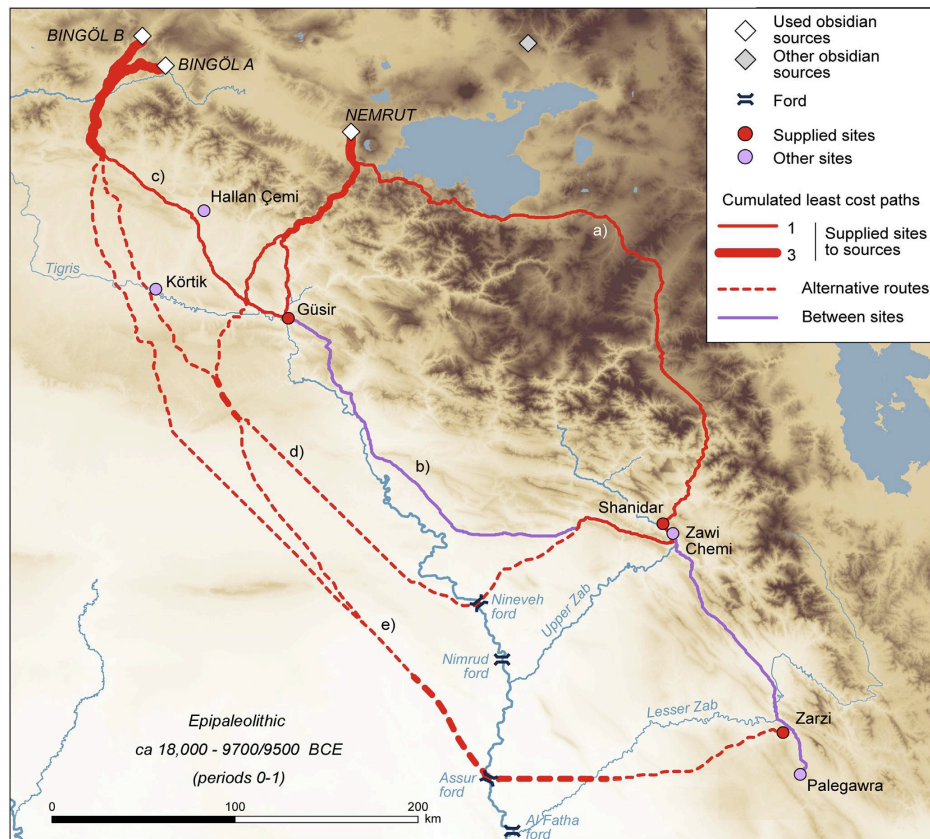 BINGÖL B
BINGÖL A
NEMRUT
c)
Hallan Çemi
a)
Tigris
Körtik
Güsir
d)
b)
Shanidar
Zawi
Chemi
Nineveh
ford
Upper Zab
e)
Nimrud
ford
Lesser Zab
Zarzi
Assur
ford
Palegawra
Al Fatha
ford
Epipaleolithic
ca 18,000 - 9700/9500 BCE
(periods 0-1)
0 100 200
km
Used obsidian
sources
Other obsidian
sources
Ford
Supplied sites
Other sites
Cumulated least cost paths
1
3
Supplied sites
to sources
Alternative routes
Between sites